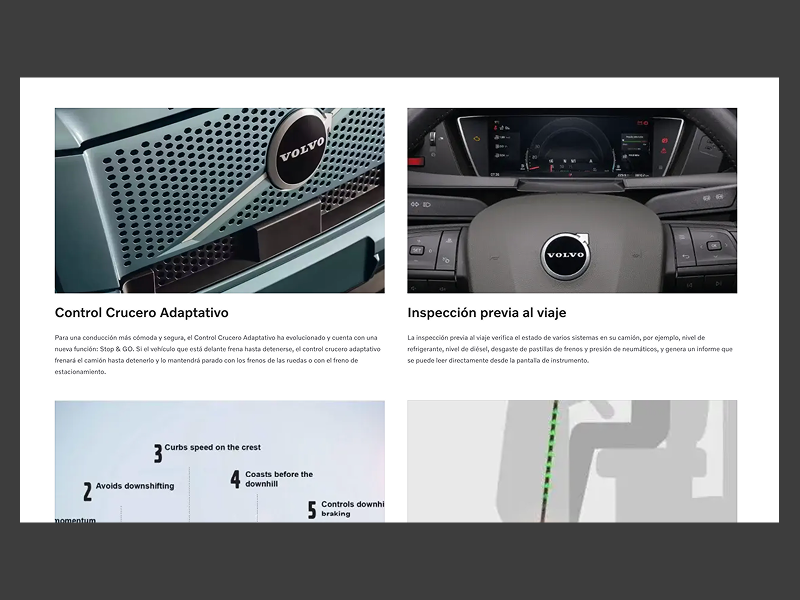 VOLVO
VOLVO
Control Crucero Adaptativo
Para una conducción más cómoda y segura, el Control Crucero Adaptativo ha evolucionado y cuenta con una
nueva función: Stop & GO. Si el vehículo que está delante frena hasta detenerse, el control crucero adaptativo
frenará el camión hasta detenerlo y lo mantendrá parado con los frenos de las ruedas o con el freno de
estacionamiento.
Inspección previa al viaje
La inspección previa al viaje verifica el estado de varios sistemas en su camión, por ejemplo, nivel de
refrigerante, nivel de diésel, desgaste de pastillas de frenos y presión de neumáticos, y genera un informe que
se puede leer directamente desde la pantalla de instrumento.
3 Curbs speed on the crest
4 Coasts before the
downhill
2 Avoids downshifting
5 Controls downhi
braking
momentum